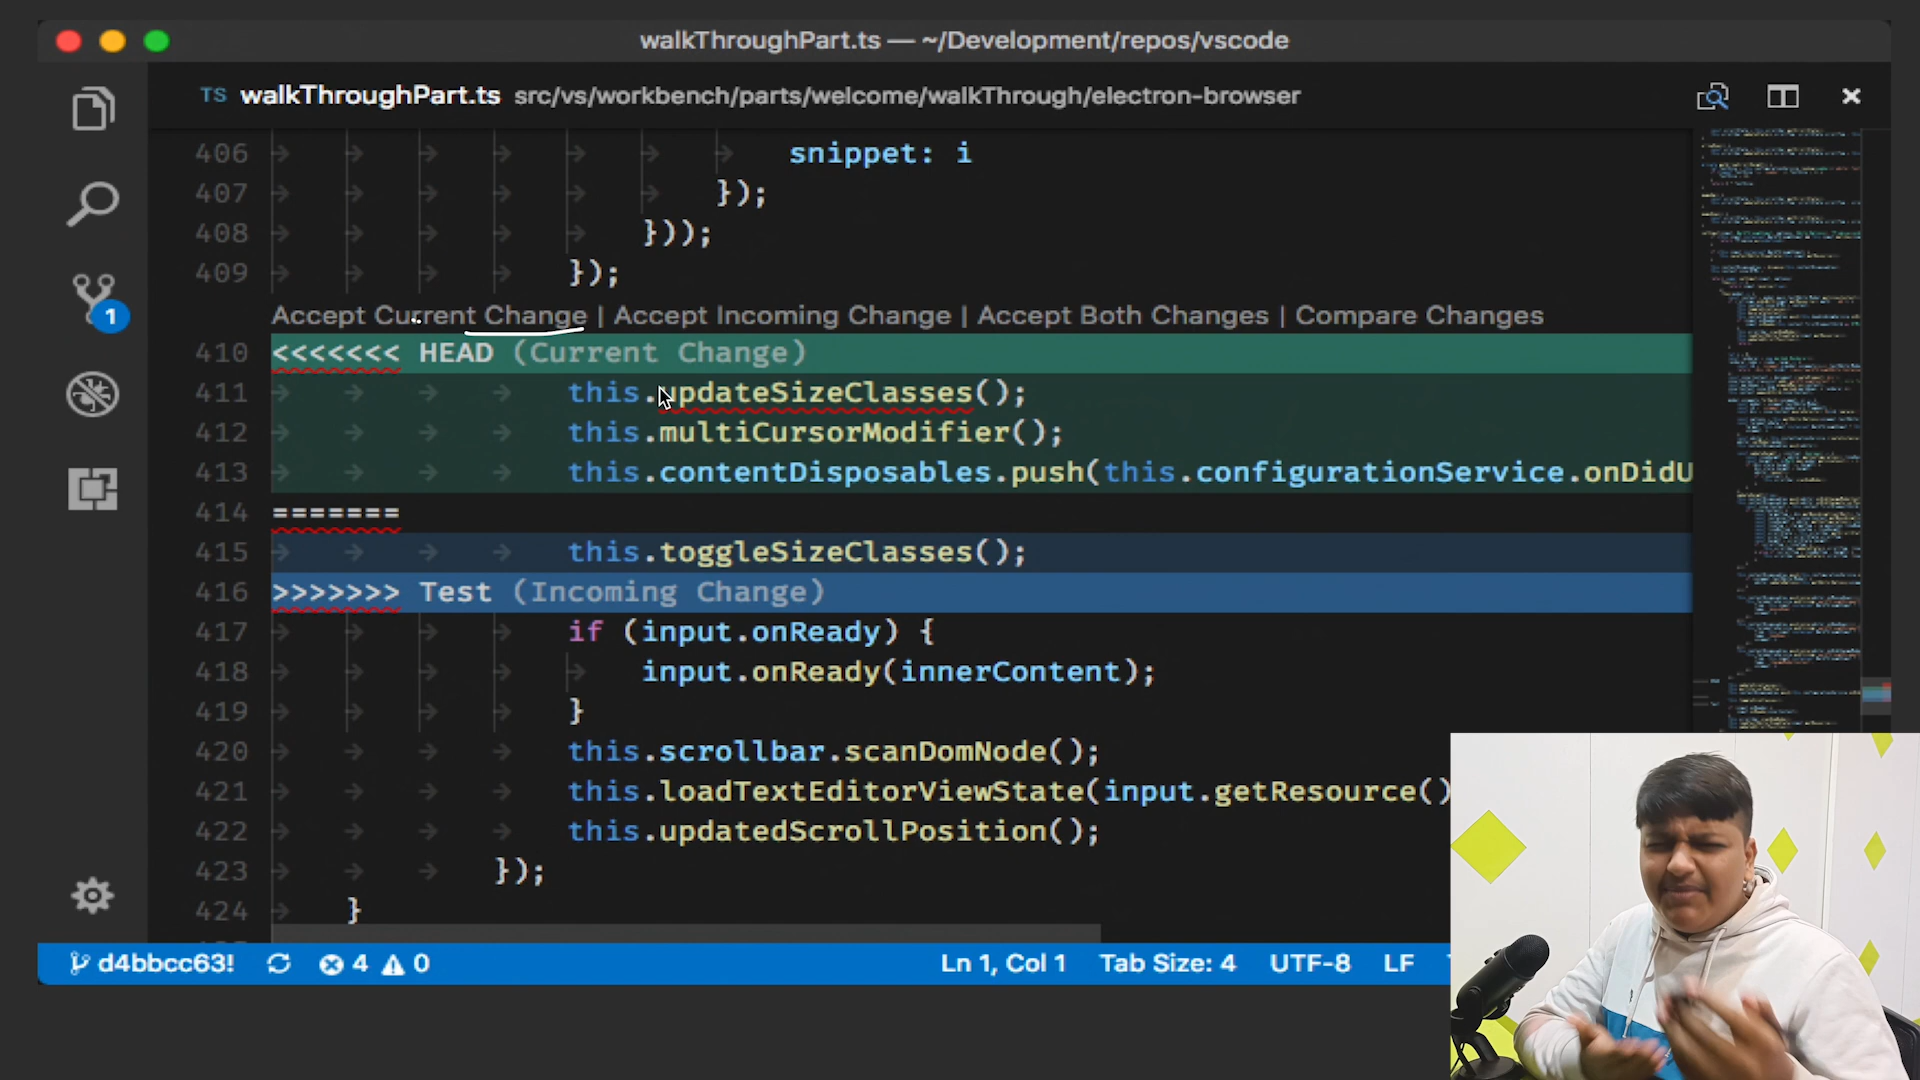 walkThroughPart.ts — ~/Development/repos/vscode
TS walkThroughPart.ts src/vs/workbench/parts/welcome/walkThrough/electron-browser
406 snippet: i
407 });
408 }));
409 });
1
Accept Current Change | Accept Incoming Change | Accept Both Changes | Compare Changes
410 <<<<<<< HEAD (Current Change)
411 this.updateSizeClasses();
412 this.multiCursorModifier();
413 this.contentDisposables.push(this.configurationService.onDidU
414 =======
415 this.toggleSizeClasses();
416 >>>>>>> Test (Incoming Change)
417 if (input.onReady) {
418 input.onReady(innerContent);
419 }
420 this.scrollbar.scanDomNode();
421 this.loadTextEditorViewState(input.getResource()
422 this.updatedScrollPosition();
423 });
424 }
d4bbcc63! 4 0 Ln 1, Col 1 Tab Size: 4 UTF-8 LF